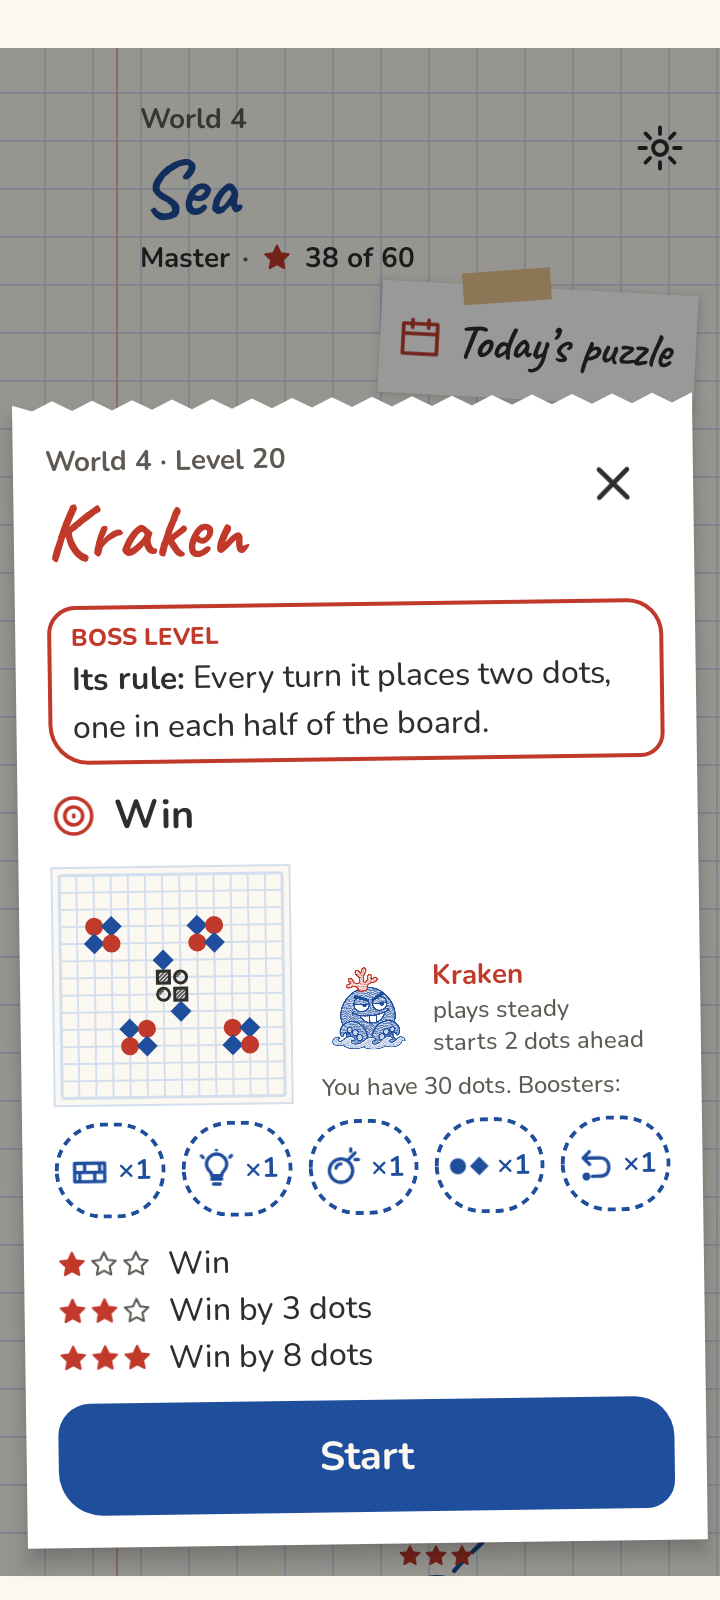 World 4
Sea
Master · 38 of 60
Today's puzzle
World 4 · Level 20
Kraken
BOSS LEVEL
Its rule: Every turn it places two dots,
one in each half of the board.
Win
Kraken
plays steady
starts 2 dots ahead
You have 30 dots. Boosters:
×1 ×1 ×1 ×1 ×1
Win
Win by 3 dots
Win by 8 dots
Start